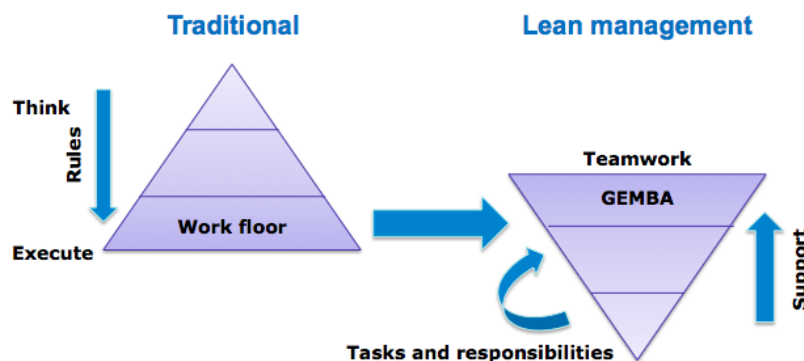 Traditional
Lean management
Think
Rules
Work floor
Execute
Teamwork
GEMBA
Support
Tasks and responsibilities